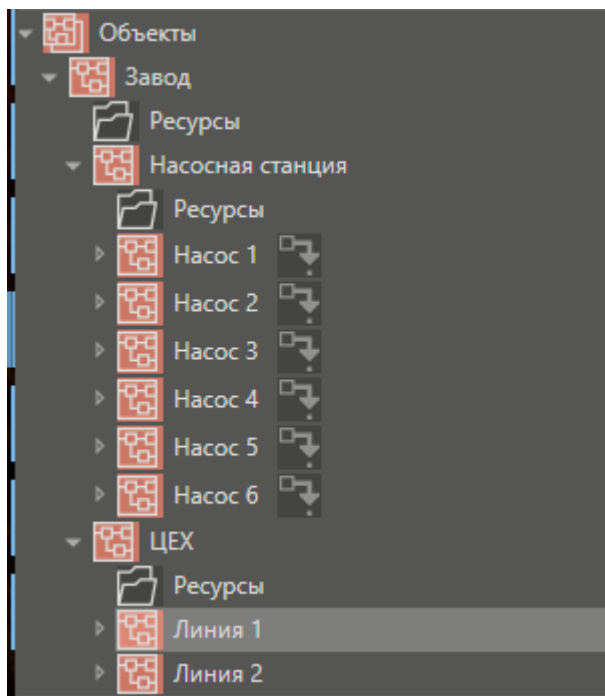 Объекты
Завод
Ресурсы
Насосная станция
Ресурсы
Насос 1
Насос 2
Насос 3
Насос 4
Насос 5
Насос 6
ЦЕХ
Ресурсы
Линия 1
Линия 2